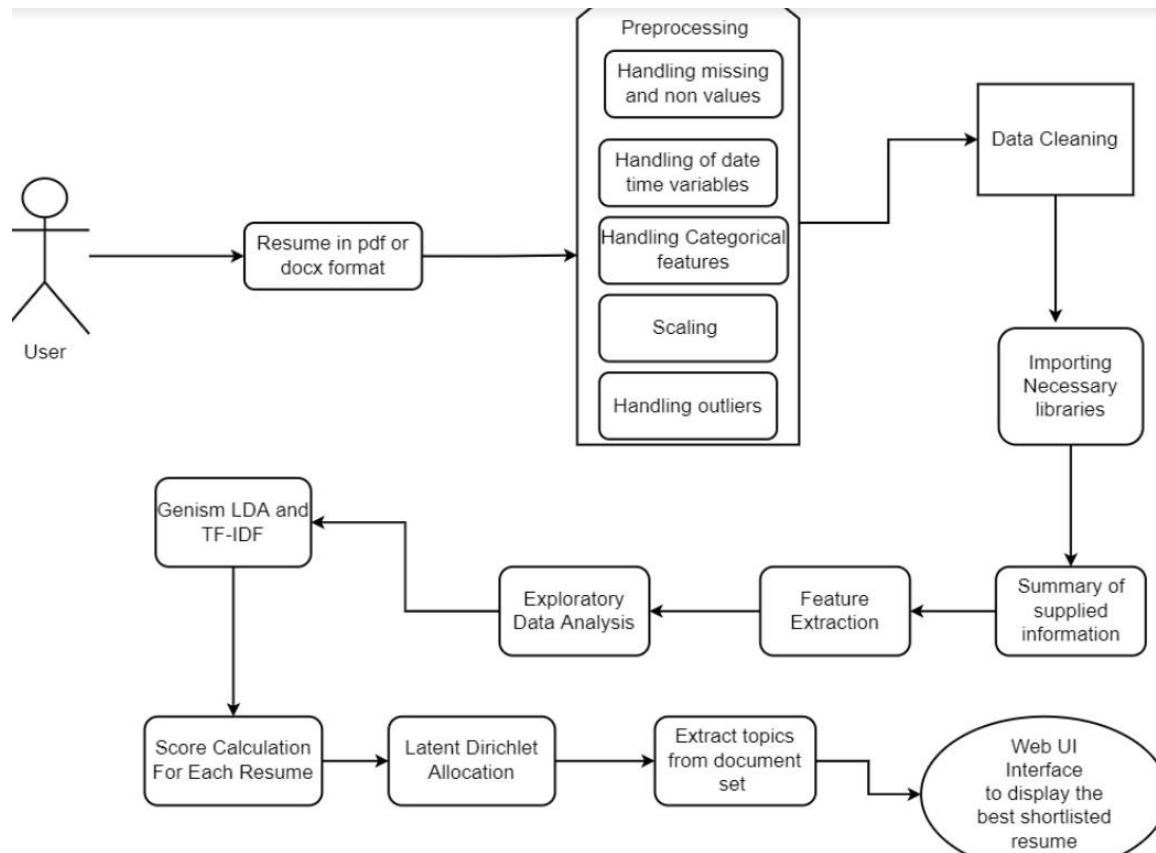 Preprocessing
Handling missing
and non values
Handling of date
time variables
Handling Categorical
features
Scaling
Handling outliers
Data Cleaning
User
Resume in pdf or
docx format
Importing
Necessary
libraries
Summary of
supplied
information
Feature
Extraction
Exploratory
Data Analysis
Genism LDA and
TF-IDF
Score Calculation
For Each Resume
Latent Dirichlet
Allocation
Extract topics
from document
set
Web UI
Interface
to display the
best shortlisted
resume